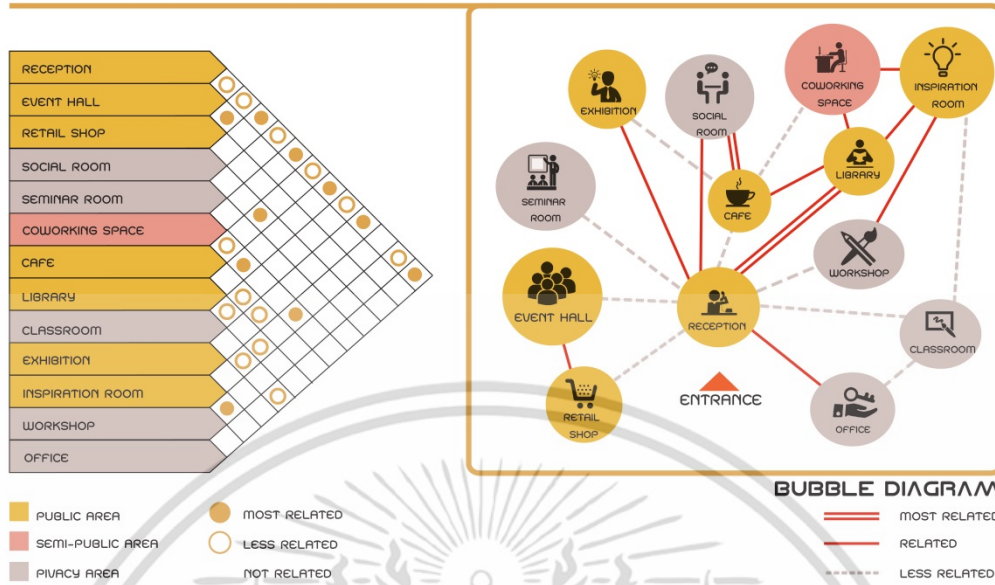 RECEPTION
EVENT HALL
RETAIL SHOP
SOCIAL ROOM
SEMINAR ROOM
COWORKING SPACE
CAFE
LIBRARY
CLASSROOM
EXHIBITION
INSPIRATION ROOM
WORKSHOP
OFFICE
PUBLIC AREA
SEMI-PUBLIC AREA
PIVACY AREA
MOST RELATED
LESS RELATED
NOT RELATED
EXHIBITION
SOCIAL
ROOM
COWORKING
SPACE
INSPIRATION
ROOM
SEMINAR
ROOM
CAFE
LIBRARY
WORKSHOP
EVENT HALL
RECEPTION
CLASSROOM
RETAIL
SHOP
ENTRANCE
OFFICE
BUBBLE DIAGRAM
MOST RELATED
RELATED
LESS RELATED